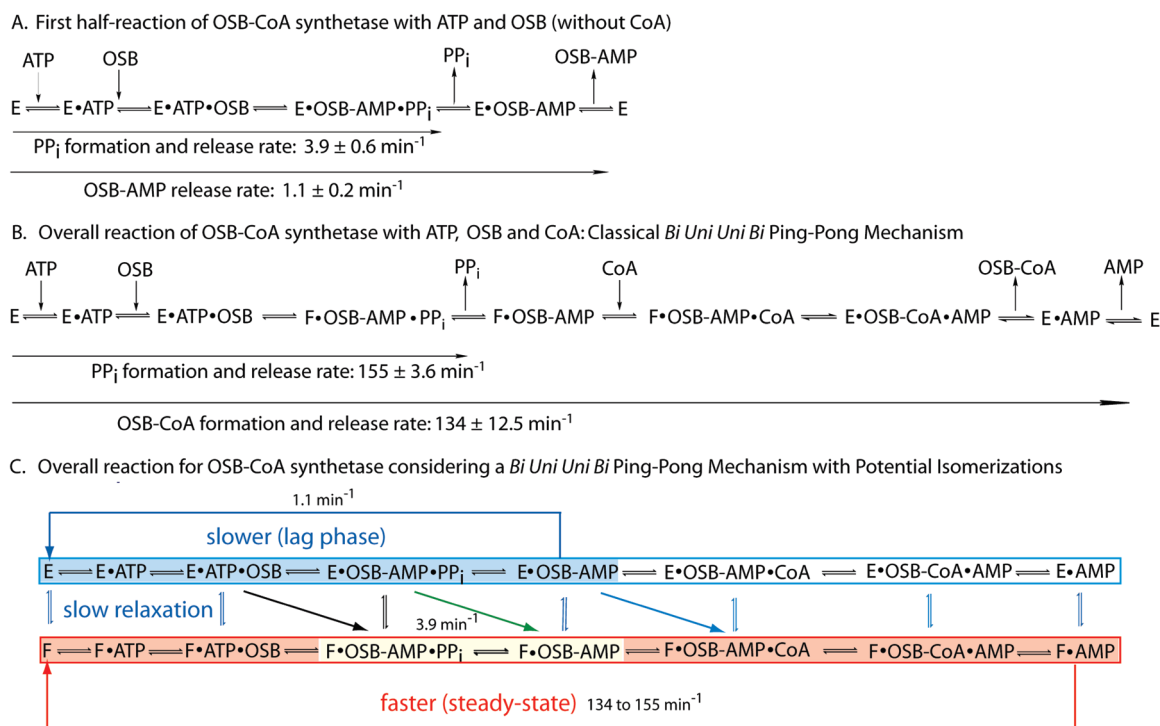 A. First half-reaction of OSB-CoA synthetase with ATP and OSB (without CoA)
ATP OSB PPi OSB-AMP
E ⇌ E•ATP ⇌ E•ATP•OSB ⇌ E•OSB-AMP•PPi ⇌ E•OSB-AMP ⇌ E
PPi formation and release rate: 3.9 ± 0.6 min-1
OSB-AMP release rate: 1.1 ± 0.2 min-1
B. Overall reaction of OSB-CoA synthetase with ATP, OSB and CoA: Classical Bi Uni Uni Bi Ping-Pong Mechanism
ATP OSB PPi CoA OSB-CoA AMP
E ⇌ E•ATP ⇌ E•ATP•OSB ⇌ F•OSB-AMP•PPi ⇌ F•OSB-AMP ⇌ F•OSB-AMP•CoA ⇌ E•OSB-CoA•AMP ⇌ E•AMP ⇌ E
PPi formation and release rate: 155 ± 3.6 min-1
OSB-CoA formation and release rate: 134 ± 12.5 min-1
C. Overall reaction for OSB-CoA synthetase considering a Bi Uni Uni Bi Ping-Pong Mechanism with Potential Isomerizations
1.1 min-1
slower (lag phase)
E ⇌ E•ATP ⇌ E•ATP•OSB ⇌ E•OSB-AMP•PPi ⇌ E•OSB-AMP ⇌ E•OSB-AMP•CoA ⇌ E•OSB-CoA•AMP ⇌ E•AMP
slow relaxation
3.9 min-1
F ⇌ F•ATP ⇌ F•ATP•OSB ⇌ F•OSB-AMP•PPi ⇌ F•OSB-AMP ⇌ F•OSB-AMP•CoA ⇌ F•OSB-CoA•AMP ⇌ F•AMP
faster (steady-state) 134 to 155 min-1